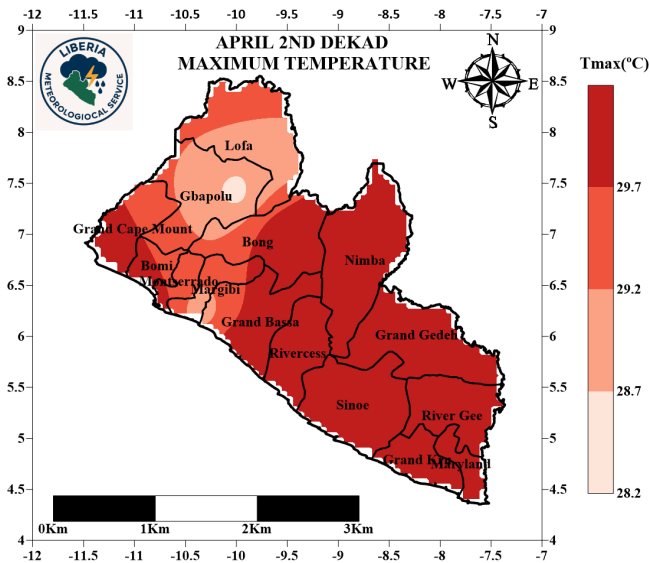 APRIL 2ND DEKAD
MAXIMUM TEMPERATURE
LIBERIA
METEOROLOGIOCAL SERVICE
N
W E
S
Tmax(°C)
29.7
29.2
28.7
28.2
9
8.5
8
7.5
7
6.5
6
5.5
5
4.5
4
Lofa
Gbapolu
Grand Cape Mount
Bong
Bomi
Nimba
Montserrado
Margibi
Grand Bassa
Grand Gedeh
Rivercess
Sinoe
River Gee
Grand Kru
Maryland
0Km 1Km 2Km 3Km
-12 -11.5 -11 -10.5 -10 -9.5 -9 -8.5 -8 -7.5 -7